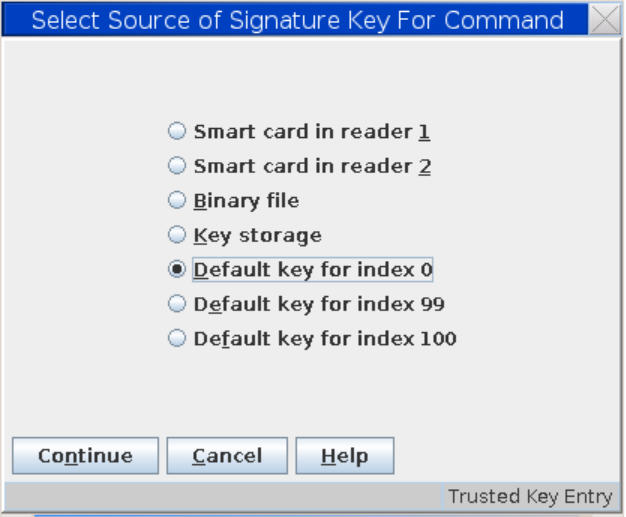 Select Source of Signature Key For Command
Smart card in reader 1
Smart card in reader 2
Binary file
Key storage
Default key for index 0
Default key for index 99
Default key for index 100
Continue Cancel Help
Trusted Key Entry